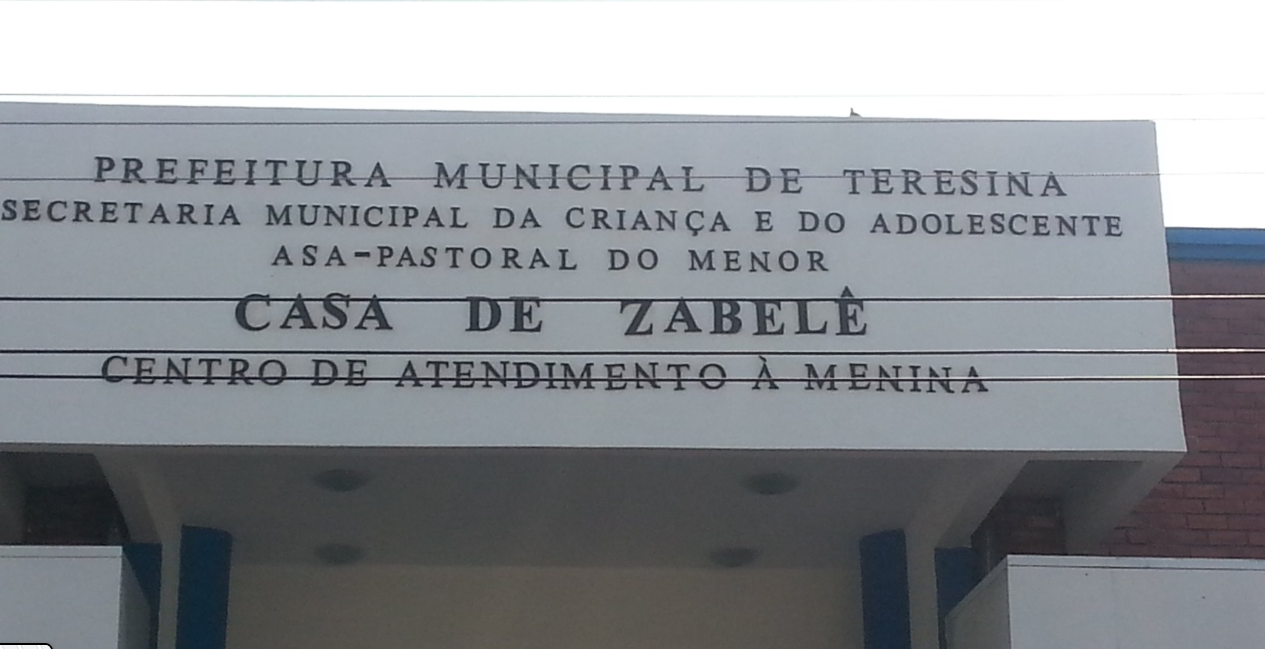 PREFEITURA MUNICIPAL DE TERESINA
SECRETARIA MUNICIPAL DA CRIANÇA E DO ADOLESCENTE
ASA-PASTORAL DO MENOR
CASA DE ZABELÊ
CENTRO DE ATENDIMENTO À MENINA